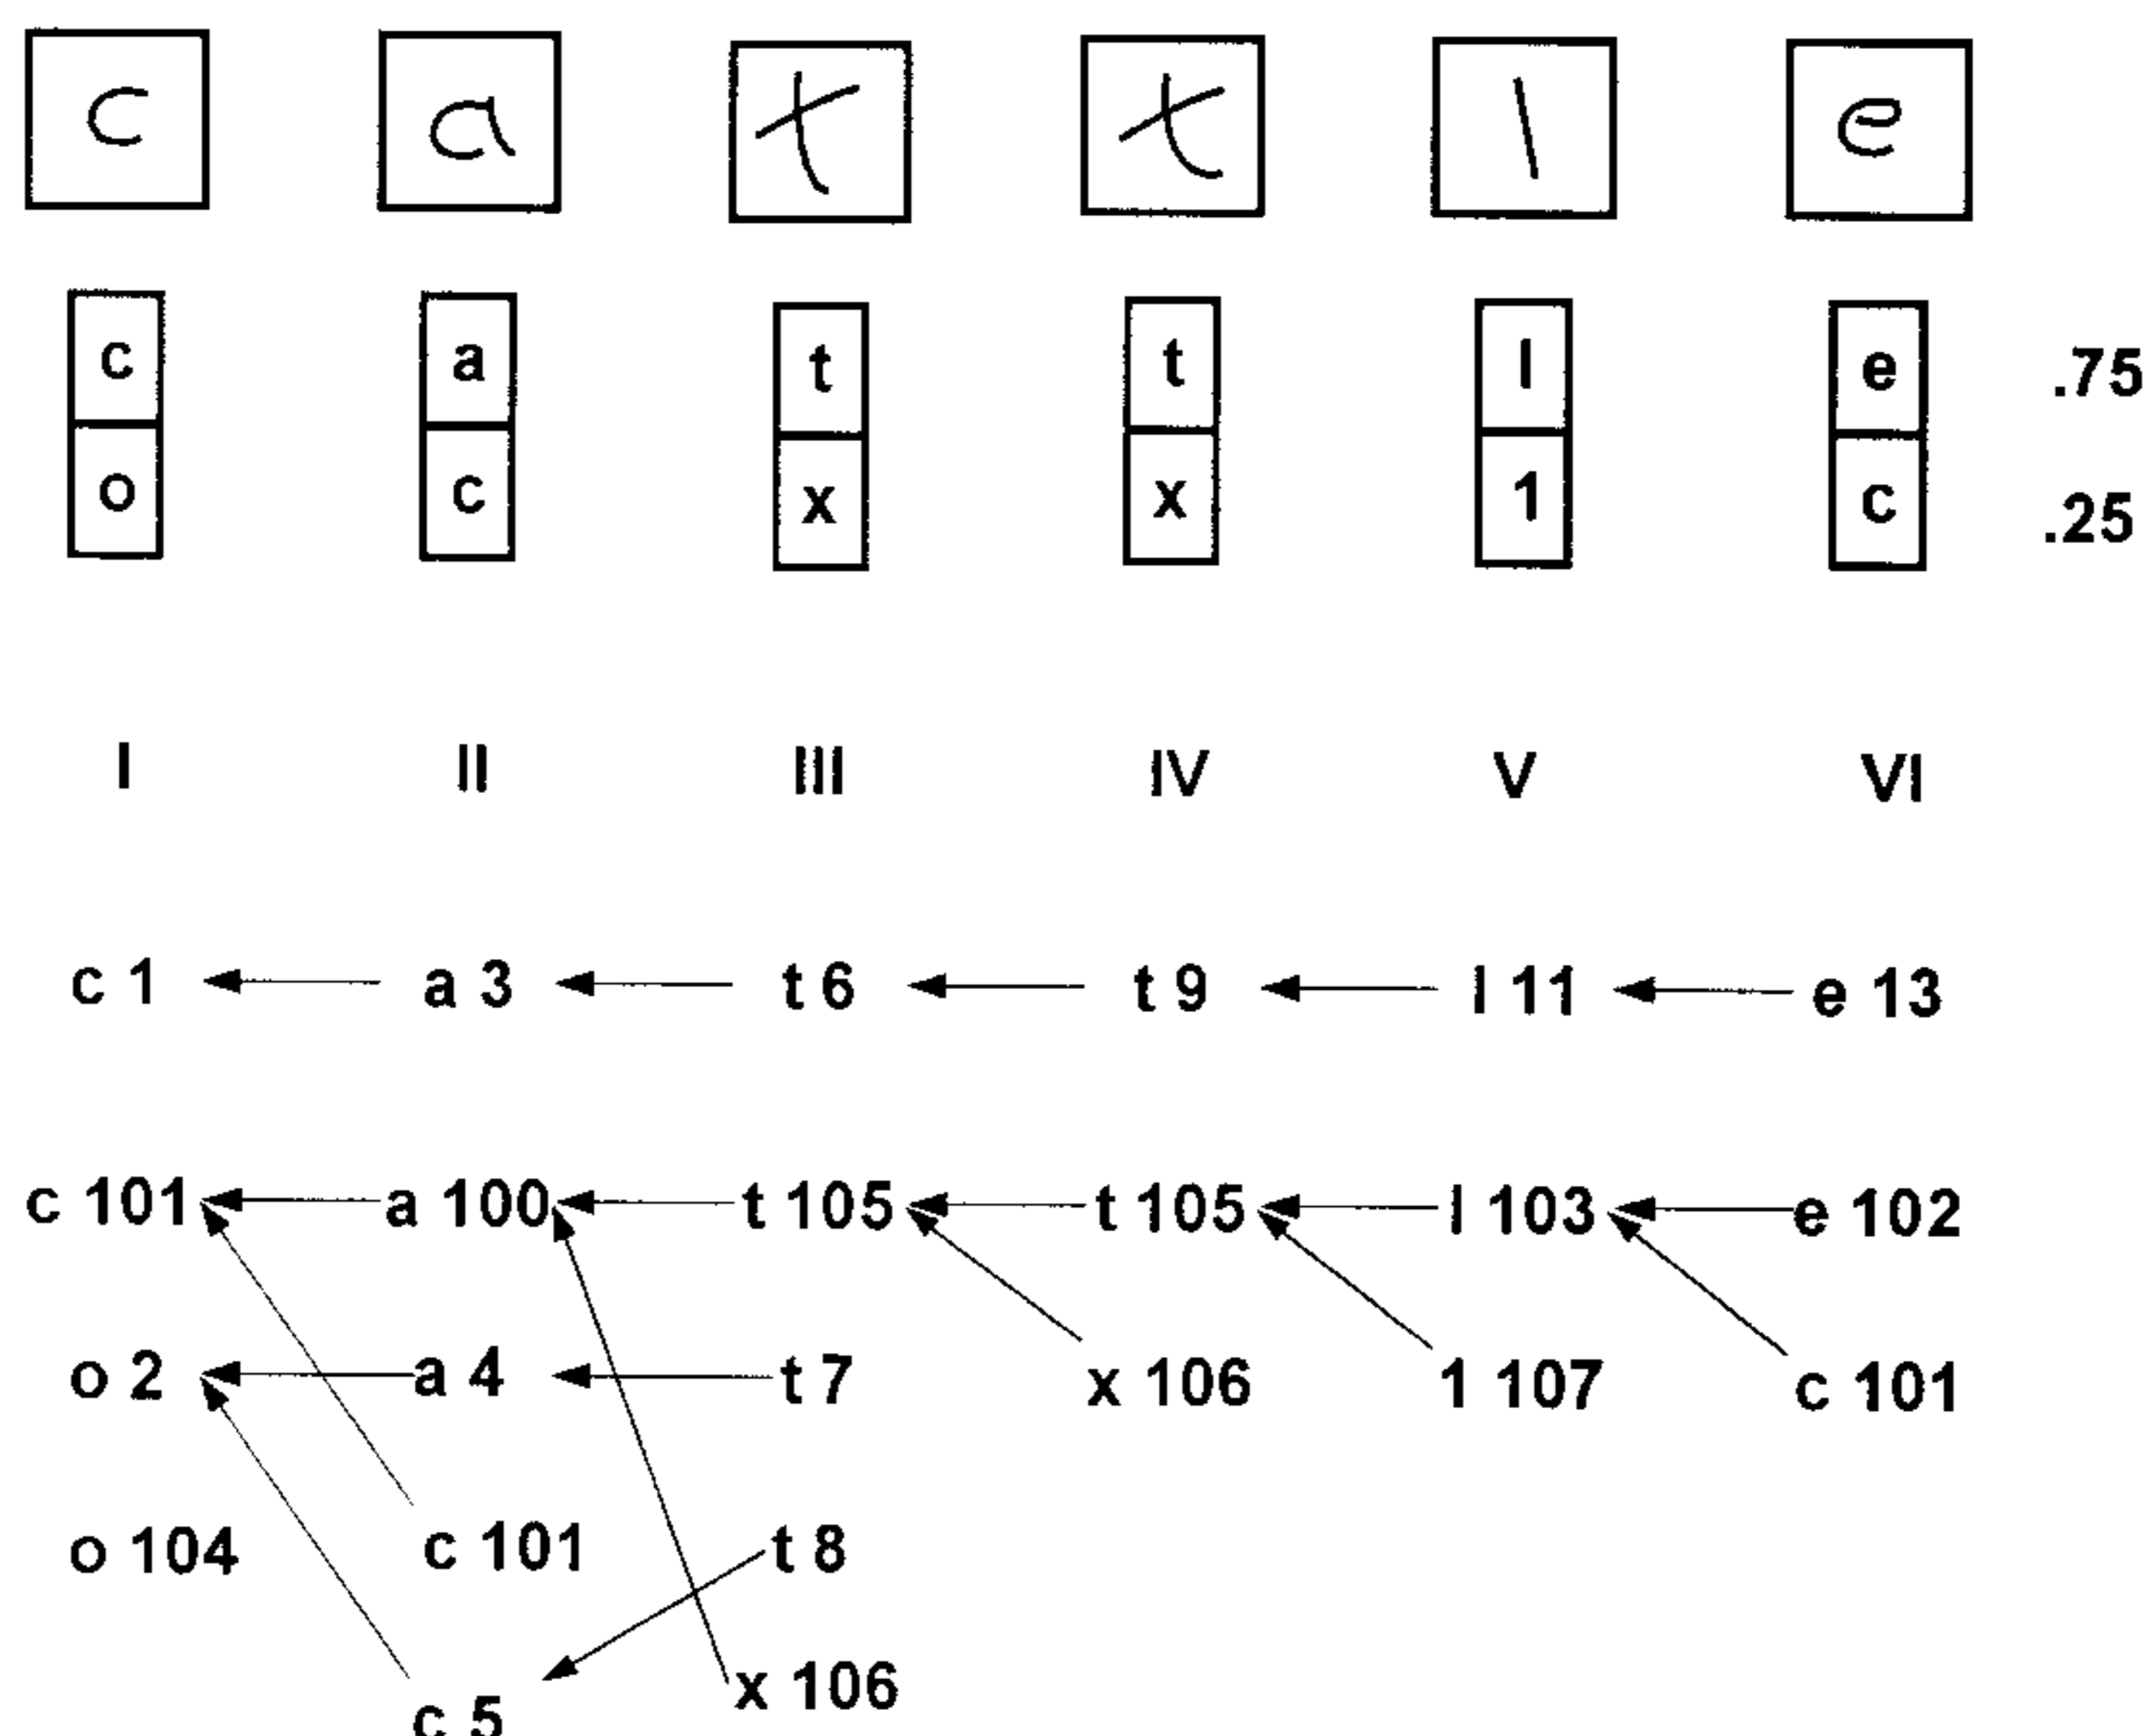 c a t t l e
c a t t l e .75
o c x x 1 c .25
I II III IV V VI
c 1 a 3 t 6 t 9 l 11 e 13
c 101 a 100 t 105 t 105 l 103 e 102
o 2 a 4 t 7 x 106 1 107 c 101
o 104 c 101 t 8
c 5 x 106